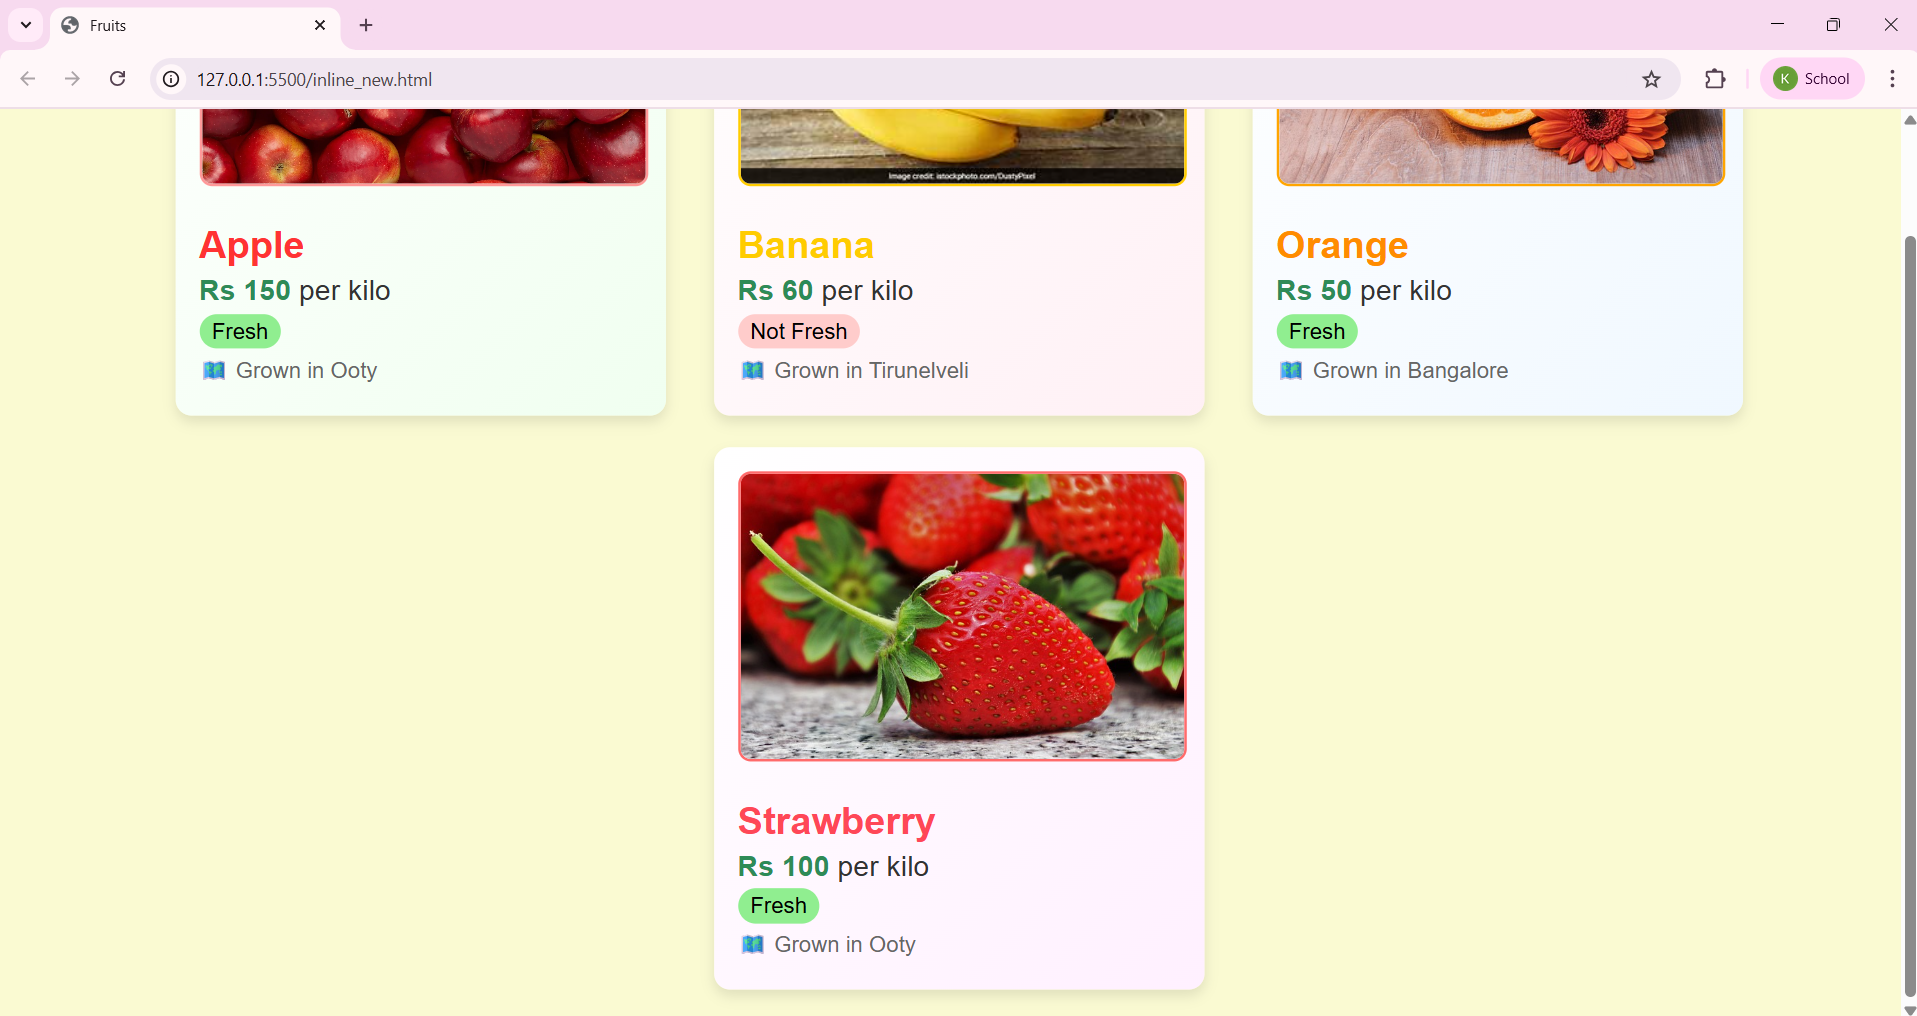 Fruits
127.0.0.1:5500/inline_new.html
K School
Image credit: istockphoto.com/DustyPixel
Apple
Rs 150 per kilo
Fresh
Grown in Ooty
Banana
Rs 60 per kilo
Not Fresh
Grown in Tirunelveli
Orange
Rs 50 per kilo
Fresh
Grown in Bangalore
Strawberry
Rs 100 per kilo
Fresh
Grown in Ooty